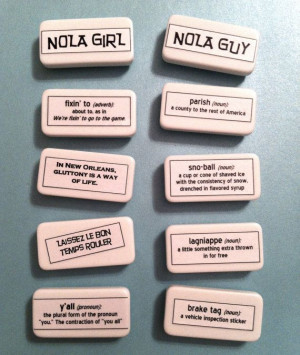 NOLA GIRL
NOLA GUY
fixin' to (adverb)
about to, as in
We're fixin' to go to the game
parish (noun):
a county to the rest of America
IN NEW ORLEANS,
GLUTTONY IS A WAY
OF LIFE.
sno-ball (noun):
a cup or cone of shaved ice
with the consistency of snow,
drenched in flavored syrup
LAISSEZ LE BON
TEMPS ROULER
lagniappe (noun):
a little something extra thrown
in for free
y'all (pronoun):
the plural form of the pronoun
"you." The contraction of "you all"
brake tag (noun)
a vehicle inspection sticker